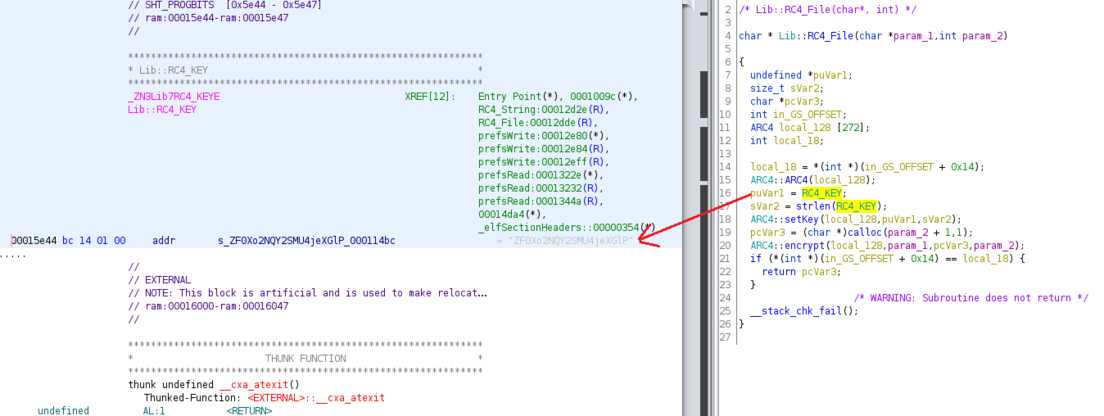 // SHT_PROGBITS [0x5e44 - 0x5e47]
// ram:00015e44-ram:00015e47
//
* Lib::RC4_KEY *
_ZN3Lib7RC4_KEYE XREF[12]: Entry Point(*), 0001009c(*),
Lib::RC4_KEY RC4_String:00012d2e(R),
RC4_File:00012dde(R),
prefsWrite:00012e80(*),
prefsWrite:00012e84(R),
prefsWrite:00012eff(R),
prefsRead:0001322e(*),
prefsRead:00013232(R),
prefsRead:0001344a(R),
00014da4(*),
_elfSectionHeaders::00000354(*)
00015e44 bc 14 01 00 addr s_ZFOXo2NQY2SMU4jeXGlP_000114bc = "ZFOXo2NQY2SMU4jeXGlP"
.....
//
// EXTERNAL
// NOTE: This block is artificial and is used to make relocat...
// ram:00016000-ram:00016047
//
* THUNK FUNCTION *
thunk undefined __cxa_atexit()
Thunked-Function: <EXTERNAL>::__cxa_atexit
undefined AL:1 <RETURN>
2 /* Lib::RC4_File(char*, int) */
3
4 char * Lib::RC4_File(char *param_1,int param_2)
5
6 {
7 undefined *puVar1;
8 size_t sVar2;
9 char *pcVar3;
10 int in_GS_OFFSET;
11 ARC4 local_128 [272];
12 int local_18;
13
14 local_18 = *(int *)(in_GS_OFFSET + 0x14);
15 ARC4::ARC4(local_128);
16 puVar1 = RC4_KEY;
17 sVar2 = strlen(RC4_KEY);
18 ARC4::setKey(local_128,puVar1,sVar2);
19 pcVar3 = (char *)calloc(param_2 + 1,1);
20 ARC4::encrypt(local_128,param_1,pcVar3,param_2);
21 if (*(int *)(in_GS_OFFSET + 0x14) == local_18) {
22 return pcVar3;
23 }
24 /* WARNING: Subroutine does not return */
25 __stack_chk_fail();
26 }
27